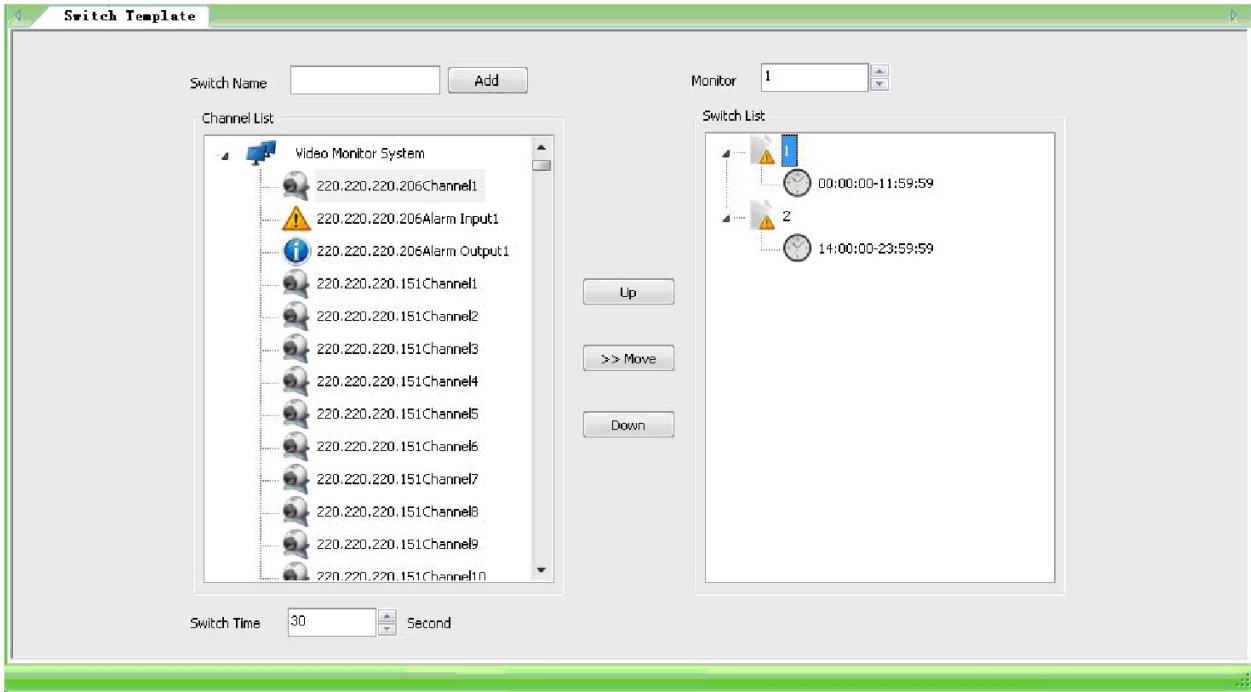 Switch Template
Switch Name
Add
Monitor 1
Channel List
Video Monitor System
220.220.220.206Channel1
220.220.220.206Alarm Input1
220.220.220.206Alarm Output1
220.220.220.151Channel1
220.220.220.151Channel2
220.220.220.151Channel3
220.220.220.151Channel4
220.220.220.151Channel5
220.220.220.151Channel6
220.220.220.151Channel7
220.220.220.151Channel8
220.220.220.151Channel9
220.220.220.151Channel10
Up
>> Move
Down
Switch List
1
00:00:00-11:59:59
2
14:00:00-23:59:59
Switch Time 30 Second